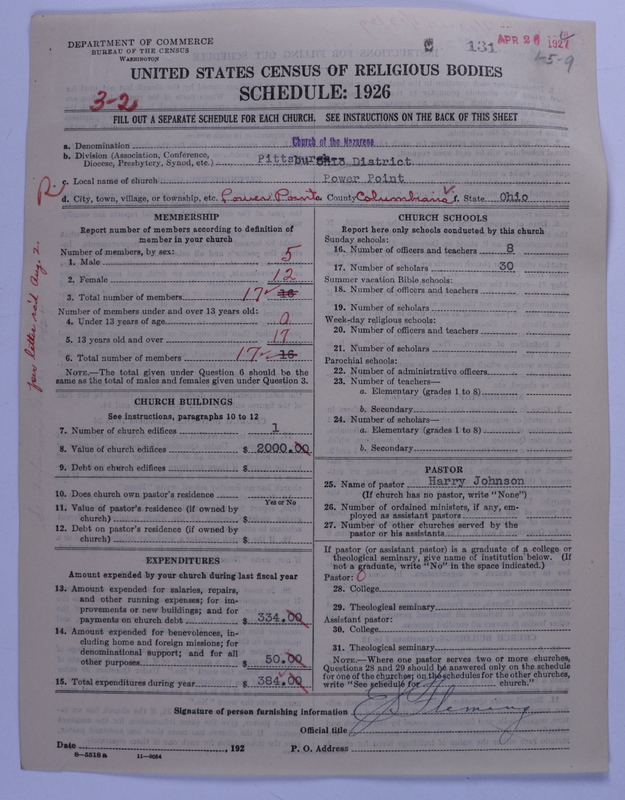 DEPARTMENT OF COMMERCE
BUREAU OF THE CENSUS
WASHINGTON
131
APR 28 1927
45-9
UNITED STATES CENSUS OF RELIGIOUS BODIES
SCHEDULE: 1926
3-2
FILL OUT A SEPARATE SCHEDULE FOR EACH CHURCH. SEE INSTRUCTIONS ON THE BACK OF THIS SHEET
a. Denomination Church of the Nazarene
b. Division (Association, Conference, Diocese, Presbytery, Synod, etc.) Pittsburgh District
R. c. Local name of church Power Point
d. City, town, village, or township, etc. Power Point e. County Columbiana f. State Ohio
per letter recd Aug. 2.
MEMBERSHIP
Report number of members according to definition of
member in your church
Number of members, by sex:
1. Male 5
2. Female 12
3. Total number of members 17 16
Number of members under and over 13 years old:
4. Under 13 years of age 0
5. 13 years old and over 17
6. Total number of members 17 16
NOTE.—The total given under Question 6 should be the
same as the total of males and females given under Question 3.
CHURCH BUILDINGS
See instructions, paragraphs 10 to 12
7. Number of church edifices 1
8. Value of church edifices $ 2000.00
9. Debt on church edifices $
10. Does church own pastor's residence
Yes or No
11. Value of pastor's residence (if owned by
church) $
12. Debt on pastor's residence (if owned by
church) $
EXPENDITURES
Amount expended by your church during last fiscal year
13. Amount expended for salaries, repairs,
and other running expenses; for im-
provements or new buildings; and for
payments on church debt $ 334.00
14. Amount expended for benevolences, in-
cluding home and foreign missions; for
denominational support; and for all
other purposes $ 50.00
15. Total expenditures during year $ 384.00
CHURCH SCHOOLS
Report here only schools conducted by this church
Sunday schools:
16. Number of officers and teachers 8
17. Number of scholars 30
Summer vacation Bible schools:
18. Number of officers and teachers
19. Number of scholars
Week-day religious schools:
20. Number of officers and teachers
21. Number of scholars
Parochial schools:
22. Number of administrative officers
23. Number of teachers—
a. Elementary (grades 1 to 8)
b. Secondary
24. Number of scholars—
a. Elementary (grades 1 to 8)
b. Secondary
PASTOR
25. Name of pastor Harry Johnson
(If church has no pastor, write "None")
26. Number of ordained ministers, if any, em-
ployed as assistant pastors
27. Number of other churches served by the
pastor or his assistants
If pastor (or assistant pastor) is a graduate of a college or
theological seminary, give name of institution below. (If
not a graduate, write "No" in the space indicated.)
Pastor: 0
28. College
29. Theological seminary
Assistant pastor:
30. College
31. Theological seminary
NOTE.—Where one pastor serves two or more churches,
Questions 28 and 29 should be answered only on the schedule
for one of the churches; on the schedules for the other churches,
write "See schedule for church."
Signature of person furnishing information E S Fleming
Official title
Date , 192 P. O. Address
8—5518 a 11—9054